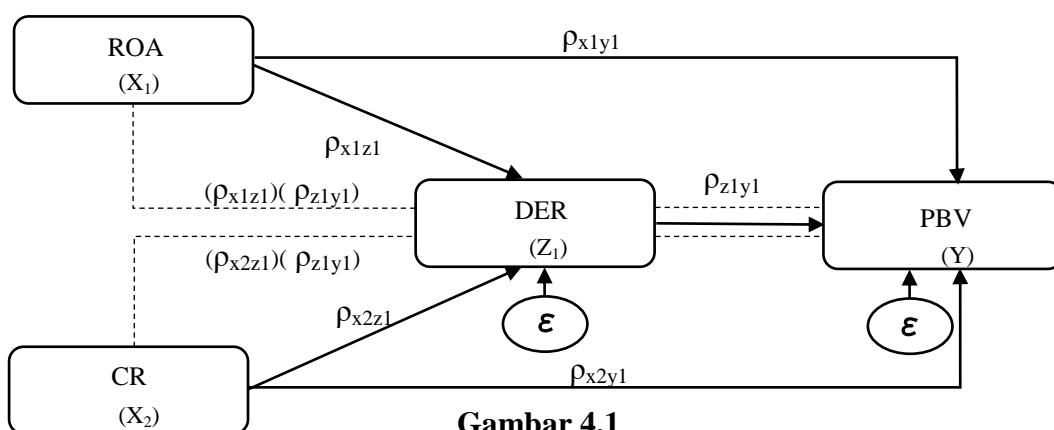 ROA
(X₁)
ρx1y1
ρx1z1
(ρx1z1)( ρz1y1)
DER
(Z₁)
ρz1y1
PBV
(Y)
(ρx2z1)( ρz1y1)
ρx2z1
ε
ε
CR
(X₂)
ρx2y1
Gambar 4.1